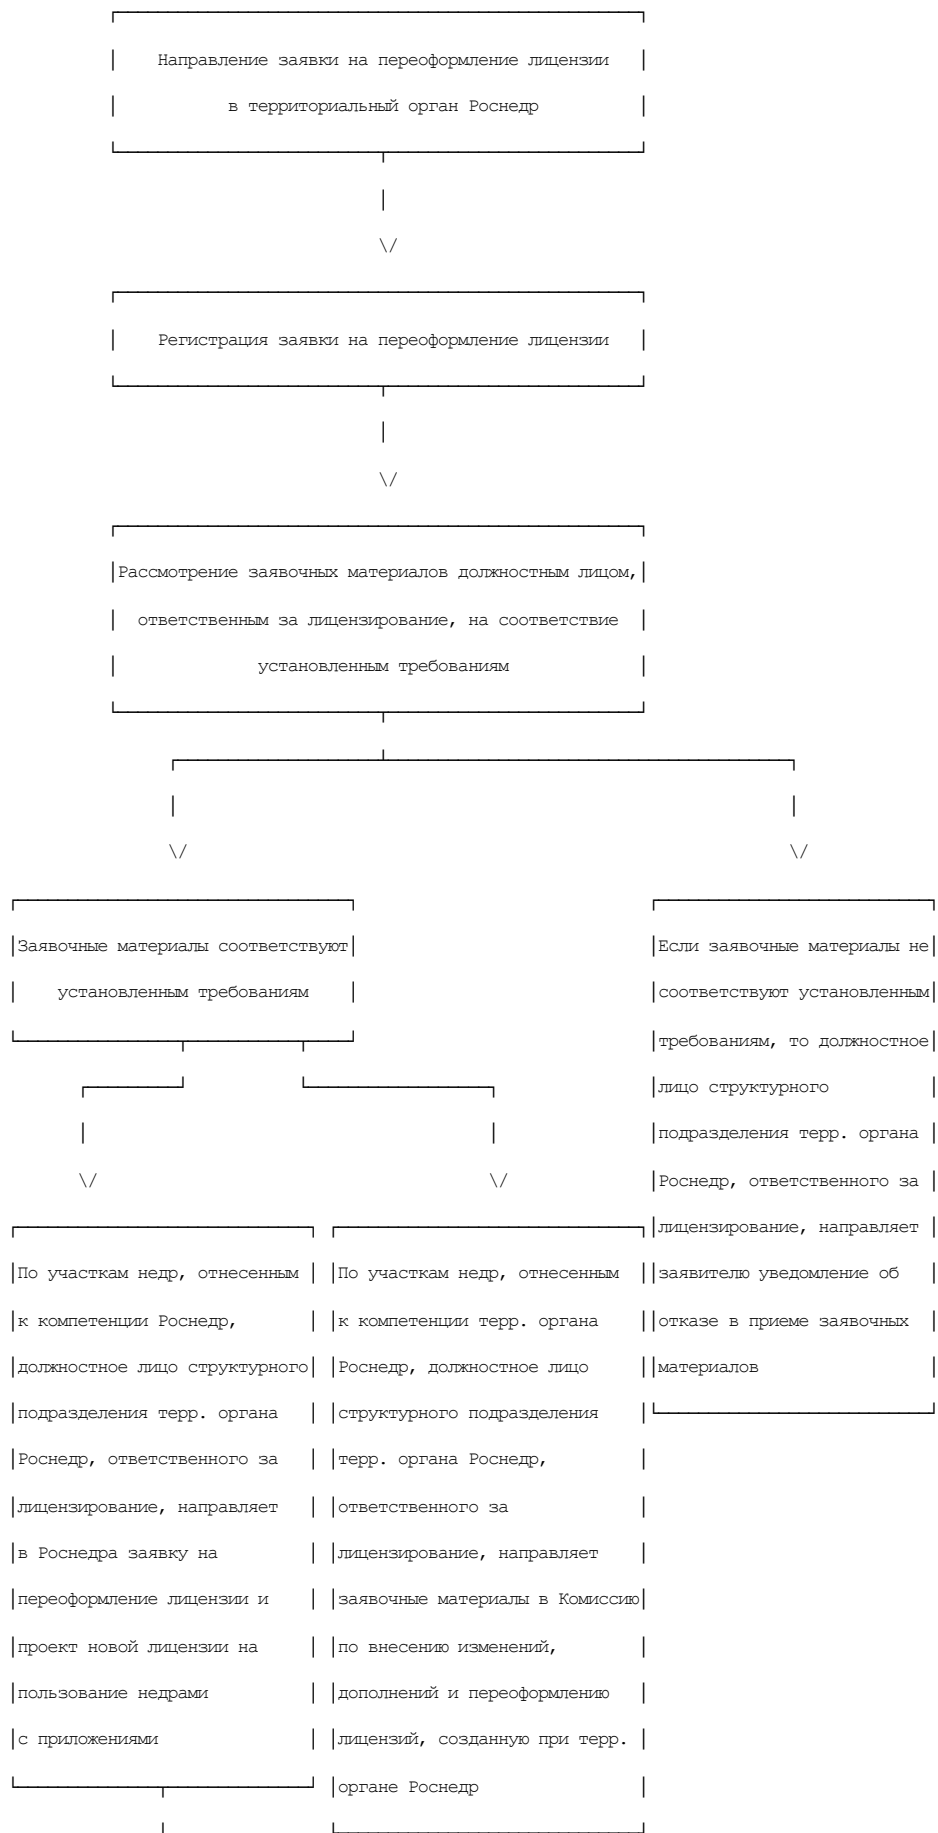 Направление заявки на переоформление лицензии
в территориальный орган Роснедр
Регистрация заявки на переоформление лицензии
Рассмотрение заявочных материалов должностным лицом,
ответственным за лицензирование, на соответствие
установленным требованиям
Заявочные материалы соответствуют
установленным требованиям
Если заявочные материалы не
соответствуют установленным
требованиям, то должностное
лицо структурного
подразделения терр. органа
Роснедр, ответственного за
лицензирование, направляет
заявителю уведомление об
отказе в приеме заявочных
материалов
По участкам недр, отнесенным
к компетенции Роснедр,
должностное лицо структурного
подразделения терр. органа
Роснедр, ответственного за
лицензирование, направляет
в Роснедра заявку на
переоформление лицензии и
проект новой лицензии на
пользование недрами
с приложениями
По участкам недр, отнесенным
к компетенции терр. органа
Роснедр, должностное лицо
структурного подразделения
терр. органа Роснедр,
ответственного за
лицензирование, направляет
заявочные материалы в Комиссию
по внесению изменений,
дополнений и переоформлению
лицензий, созданную при терр.
органе Роснедр